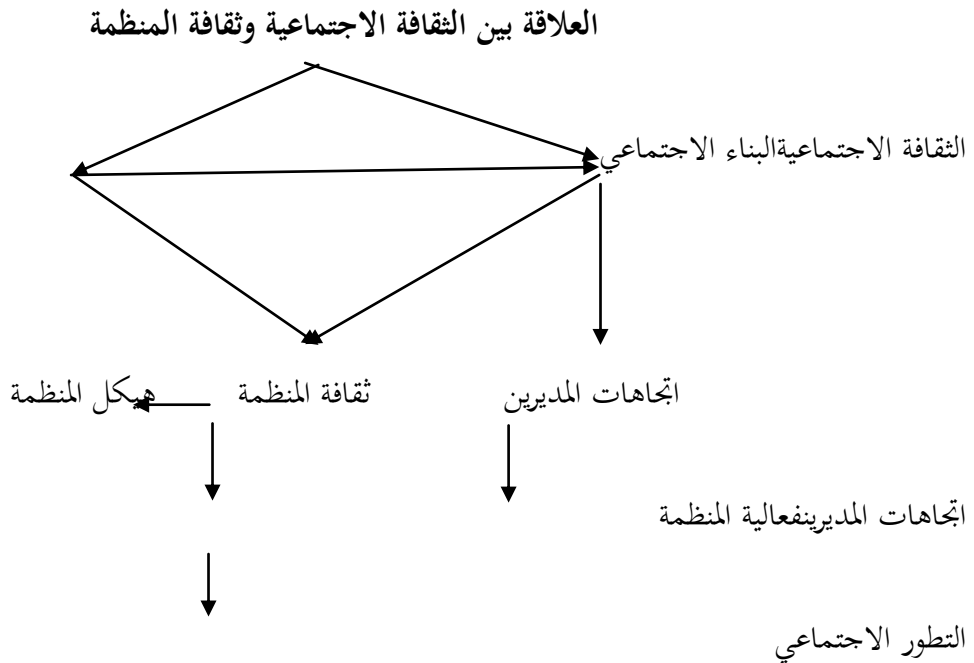 العلاقة بين الثقافة الاجتماعية وثقافة المنظمة
الثقافة الاجتماعيةالبناء الاجتماعي
اتجاهات المديرين ثقافة المنظمة هيكل المنظمة
اتجاهات المديرينفعالية المنظمة
التطور الاجتماعي